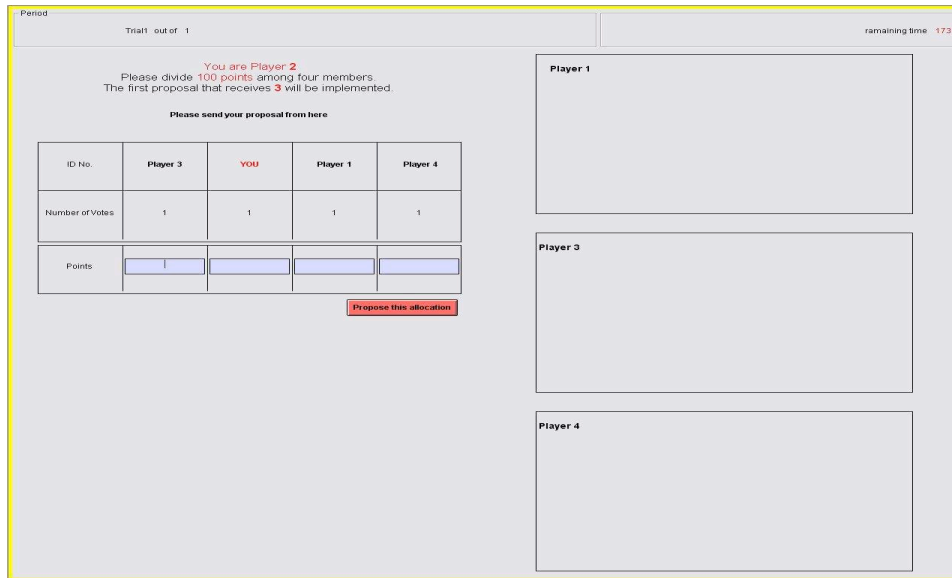 Period
Trial1 out of 1
ramaining time 173
You are Player 2
Please divide 100 points among four members.
The first proposal that receives 3 will be implemented.
Please send your proposal from here
ID No. Player 3 YOU Player 1 Player 4
Number of Votes 1 1 1 1
Points
Propose this allocation
Player 1
Player 3
Player 4